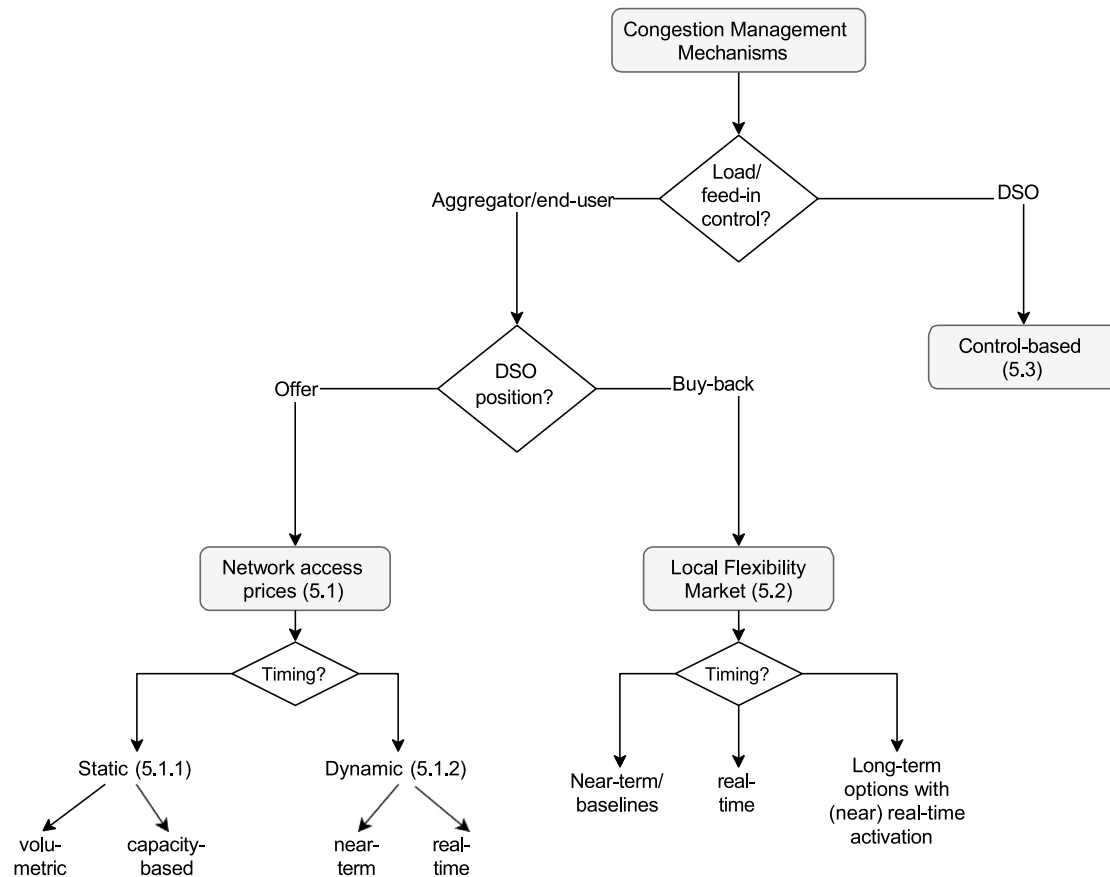 Congestion Management
Mechanisms
Load/
feed-in
control?
Aggregator/end-user
DSO
DSO
position?
Control-based
(5.3)
Offer
Buy-back
Network access
prices (5.1)
Local Flexibility
Market (5.2)
Timing?
Timing?
Static (5.1.1)
Dynamic (5.1.2)
Near-term/
baselines
real-
time
Long-term
options with
(near) real-time
activation
volu-
metric
capacity-
based
near-
term
real-
time